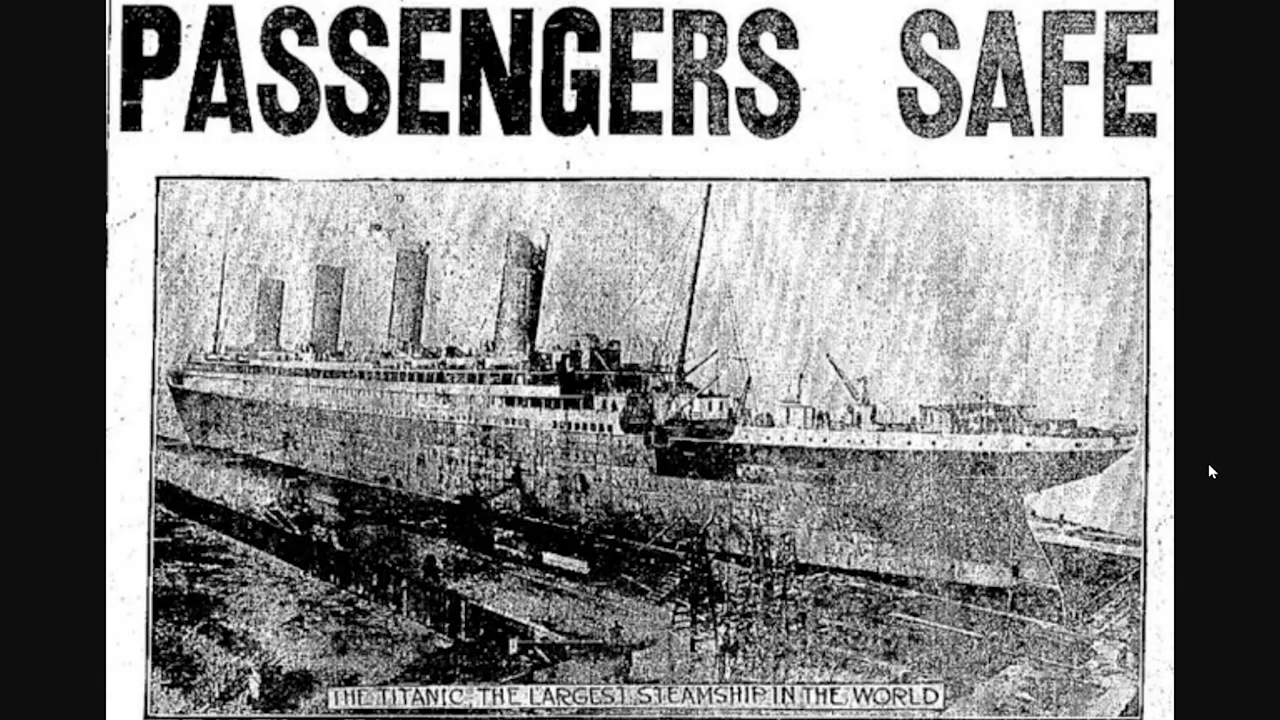 PASSENGERS SAFE
THE TITANIC, THE LARGEST STEAMSHIP IN THE WORLD